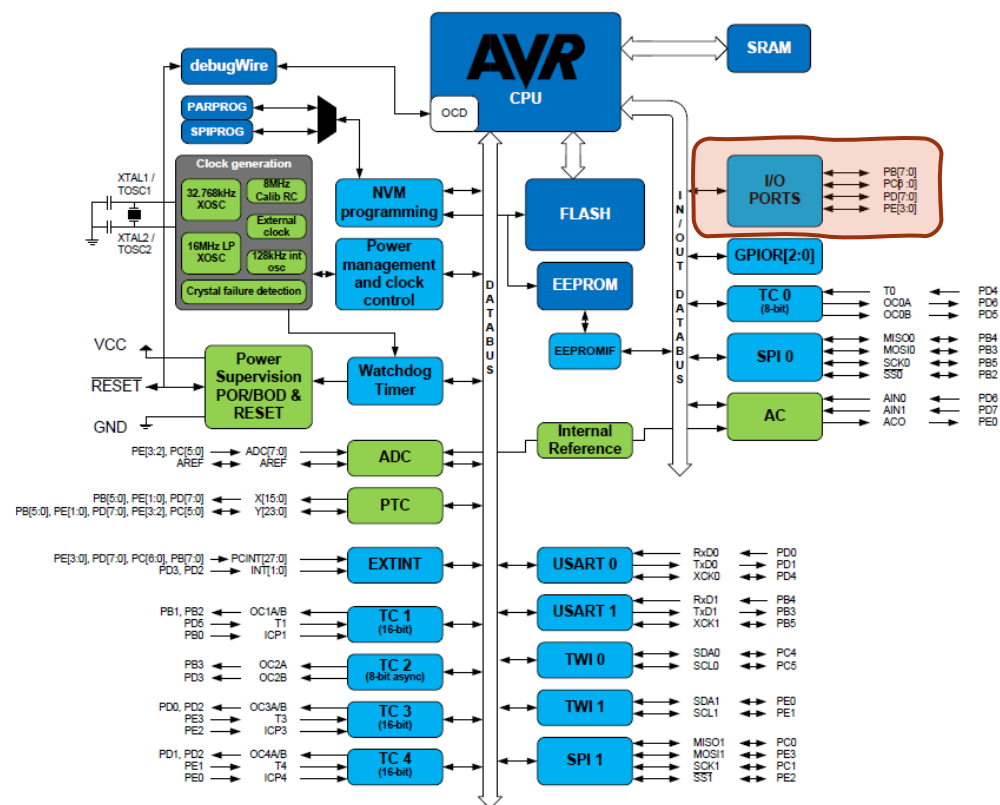 AVR
CPU
OCD
SRAM
debugWire
PARPROG
SPIPROG
Clock generation
32.768kHz
XOSC
8MHz
Calib RC
External
clock
16MHz LP
XOSC
128kHz int
osc
Crystal failure detection
XTAL1 /
TOSC1
XTAL2 /
TOSC2
NVM
programming
Power
management
and clock
control
FLASH
EEPROM
EEPROMIF
I/O
PORTS
PB[7:0]
PD[7:0]
PE[3:0]
GPIOR[2:0]
IN/OUT
DATABUS
DATABUS
TC 0
(8-bit)
T0 PD4
OC0A PD6
OC0B PD5
SPI 0
MISO0 PB4
MOSI0 PB3
SCK0 PB5
SS0 PB2
AC
AIN0 PD6
AIN1 PD7
ACO PE0
VCC
RESET
GND
Power
Supervision
POR/BOD &
RESET
Watchdog
Timer
Internal
Reference
PE[3:2], PC[5:0] ADC[7:0]
AREF AREF
ADC
PB[5:0], PE[1:0], PD[7:0] X[15:0]
PB[5:0], PE[1:0], PD[7:0], PE[3:2], PC[5:0] Y[23:0]
PTC
PE[3:0], PD[7:0], PC[6:0], PB[7:0] PCINT[27:0]
PD3, PD2 INT[1:0]
EXTINT
PB1, PB2 OC1A/B
PD5 T1
PB0 ICP1
TC 1
(16-bit)
PB3 OC2A
PD3 OC2B
TC 2
(8-bit async)
PD0, PD2 OC3A/B
PE3 T3
PE2 ICP3
TC 3
(16-bit)
PD1, PD2 OC4A/B
PE1 T4
PE0 ICP4
TC 4
(16-bit)
USART 0
RxD0 PD0
TxD0 PD1
XCK0 PD4
USART 1
RxD1 PB4
TxD1 PB3
XCK1 PB5
TWI 0
SDA0 PC4
SCL0 PC5
TWI 1
SDA1 PE0
SCL1 PE1
SPI 1
MISO1 PC0
MOSI1 PE3
SCK1 PC1
SS1 PE2